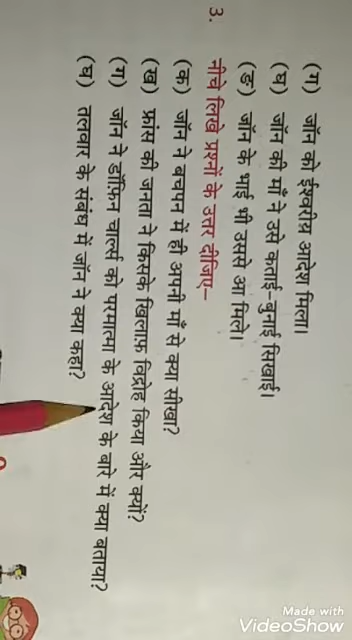 (ग) जॉन को ईश्वरीय आदेश मिला।
(घ) जॉन की माँ ने उसे कताई-बुनाई सिखाई।
(ङ) जॉन के भाई भी उससे आ मिले।
3. नीचे लिखे प्रश्नों के उत्तर दीजिए-
(क) जॉन ने बचपन में ही अपनी माँ से क्या सीखा?
(ख) फ्रांस की जनता ने किसके खिलाफ़ विद्रोह किया और क्यों?
(ग) जॉन ने डॉफिन चार्ल्स को परमात्मा के आदेश के बारे में क्या बताया?
(घ) तलवार के संबंध में जॉन ने क्या कहा?
Made with
VideoShow